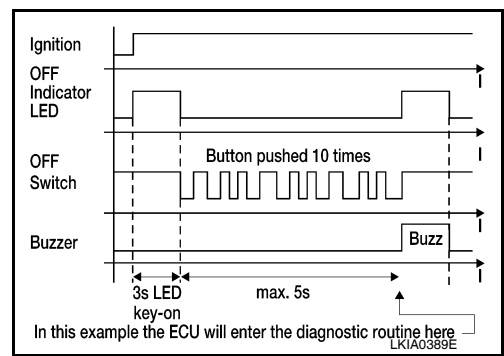 Ignition
OFF
Indicator
LED
OFF
Switch
Button pushed 10 times
Buzzer
Buzz
3s LED
key-on
max. 5s
In this example the ECU will enter the diagnostic routine here
LKIA0389E